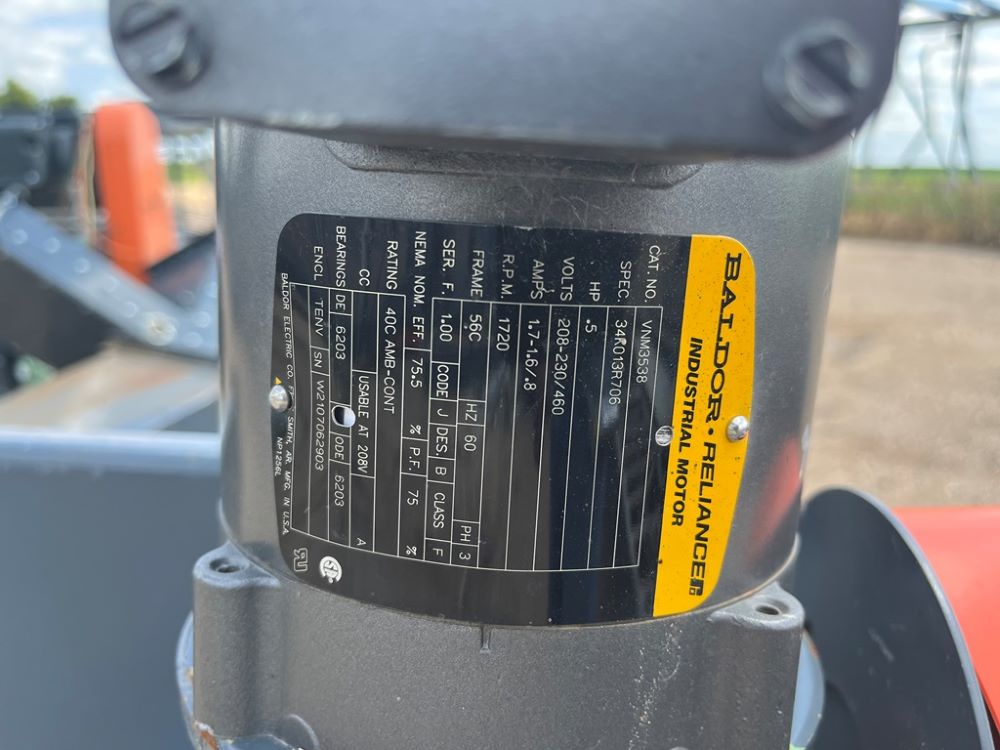 BALDOR • RELIANCER
INDUSTRIAL MOTOR
CAT. NO. VNM3538
SPEC. 34K013R706
HP .5
VOLTS 208-230/460
AMPS 1.7-1.6/.8
R.P.M. 1720
FRAME 56C HZ 60 PH 3
SER. F. 1.00 CODE J DES. B CLASS F
NEMA NOM. EFF. 75.5 % P.F. 75 %
RATING 40C AMB-CONT
CC USABLE AT 208V A
BEARINGS DE 6203 ODE 6203
ENCL TENV SN W2107062903
BALDOR ELECTRIC CO. SMITH, AR. MFG. IN U.S.A.
NP1256L